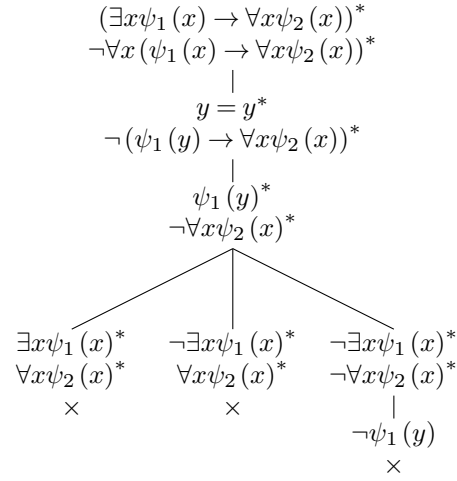 (∃xψ₁(x) → ∀xψ₂(x))*
¬∀x(ψ₁(x) → ∀xψ₂(x))*
y = y*
¬(ψ₁(y) → ∀xψ₂(x))*
ψ₁(y)*
¬∀xψ₂(x)*
∃xψ₁(x)* ¬∃xψ₁(x)* ¬∃xψ₁(x)*
∀xψ₂(x)* ∀xψ₂(x)* ¬∀xψ₂(x)*
× ×
¬ψ₁(y)
×